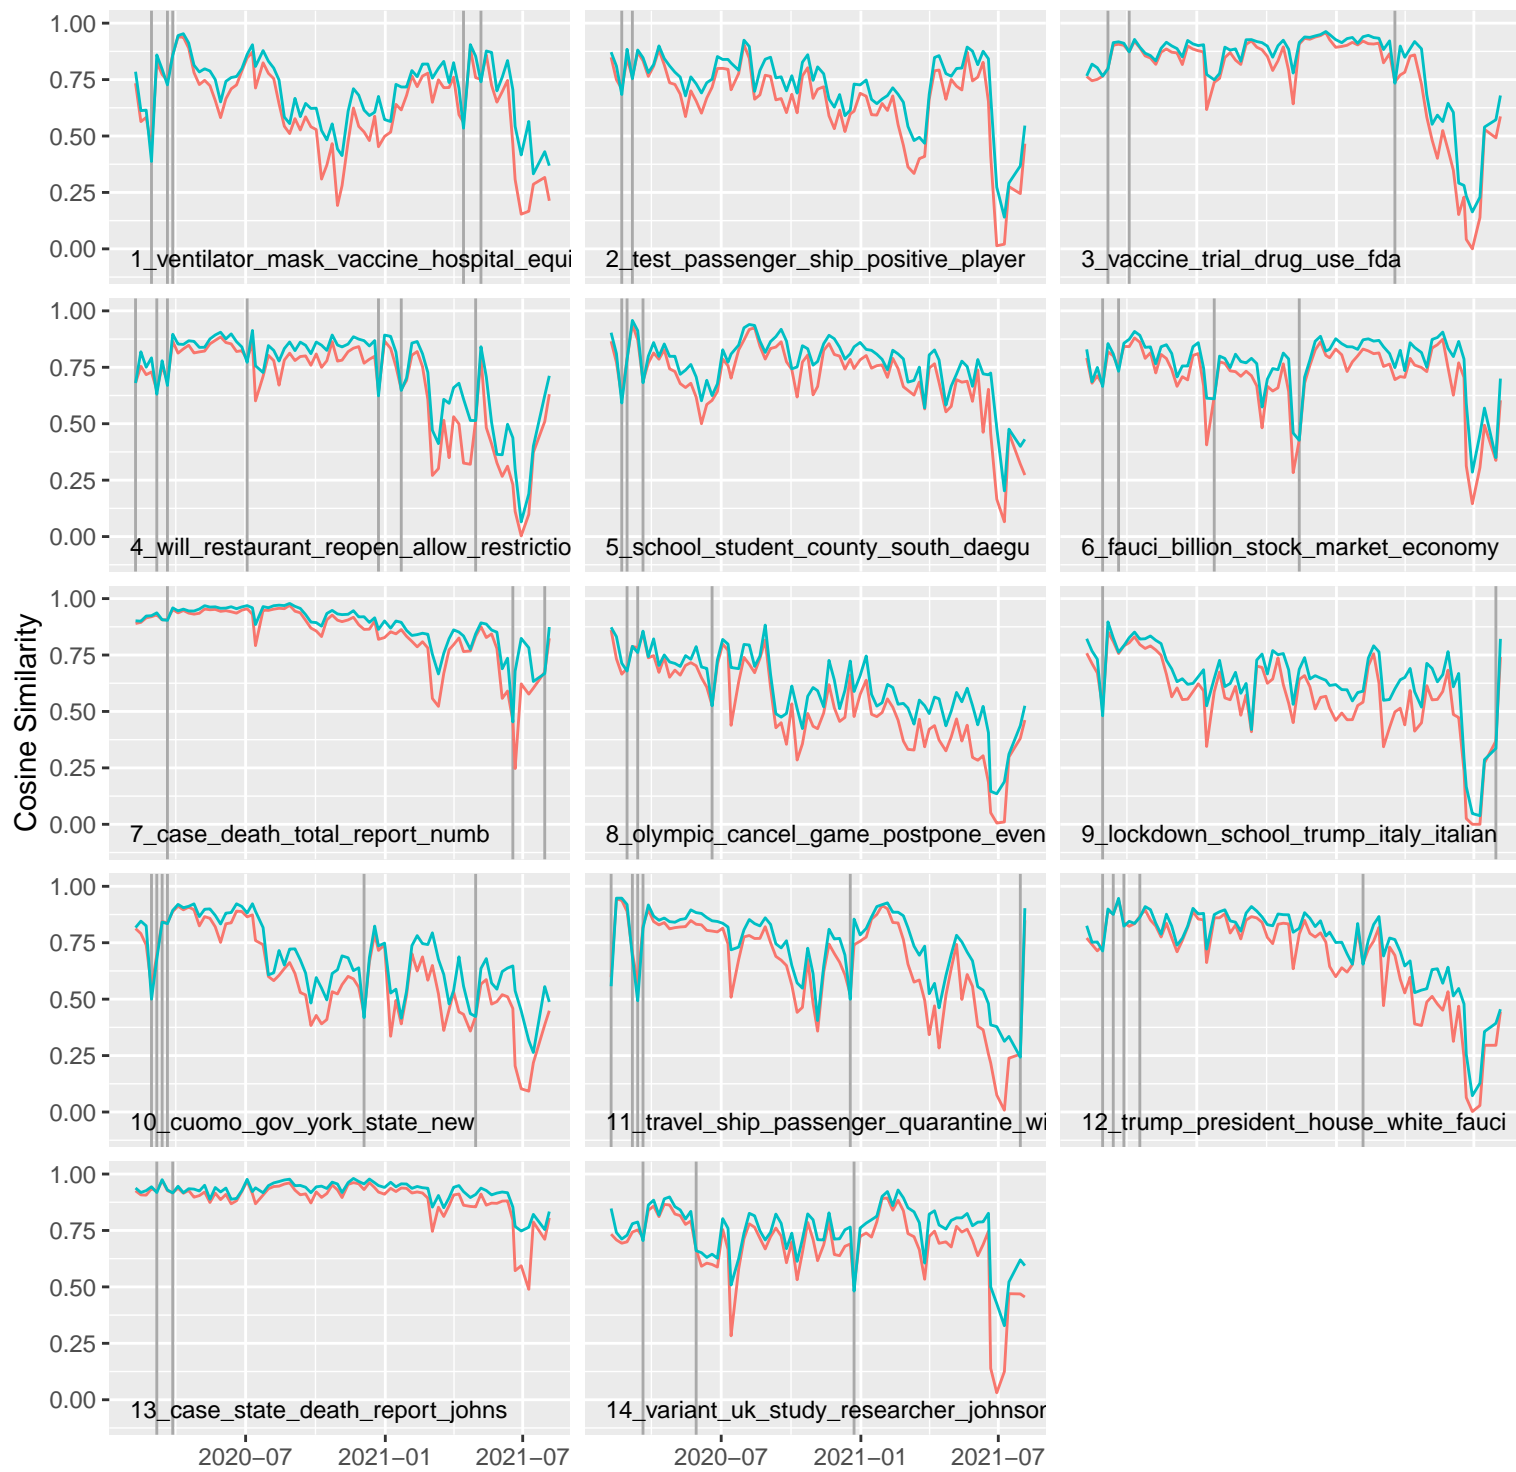 Cosine Similarity
1.00
0.75
0.50
0.25
0.00
1_ventilator_mask_vaccine_hospital_equi
2_test_passenger_ship_positive_player
3_vaccine_trial_drug_use_fda
1.00
0.75
0.50
0.25
0.00
4_will_restaurant_reopen_allow_restrictio
5_school_student_county_south_daegu
6_fauci_billion_stock_market_economy
1.00
0.75
0.50
0.25
0.00
7_case_death_total_report_numb
8_olympic_cancel_game_postpone_even
9_lockdown_school_trump_italy_italian
1.00
0.75
0.50
0.25
0.00
10_cuomo_gov_york_state_new
11_travel_ship_passenger_quarantine_wi
12_trump_president_house_white_fauci
1.00
0.75
0.50
0.25
0.00
13_case_state_death_report_johns
14_variant_uk_study_researcher_johnson
2020−07 2021−01 2021−07
2020−07 2021−01 2021−07